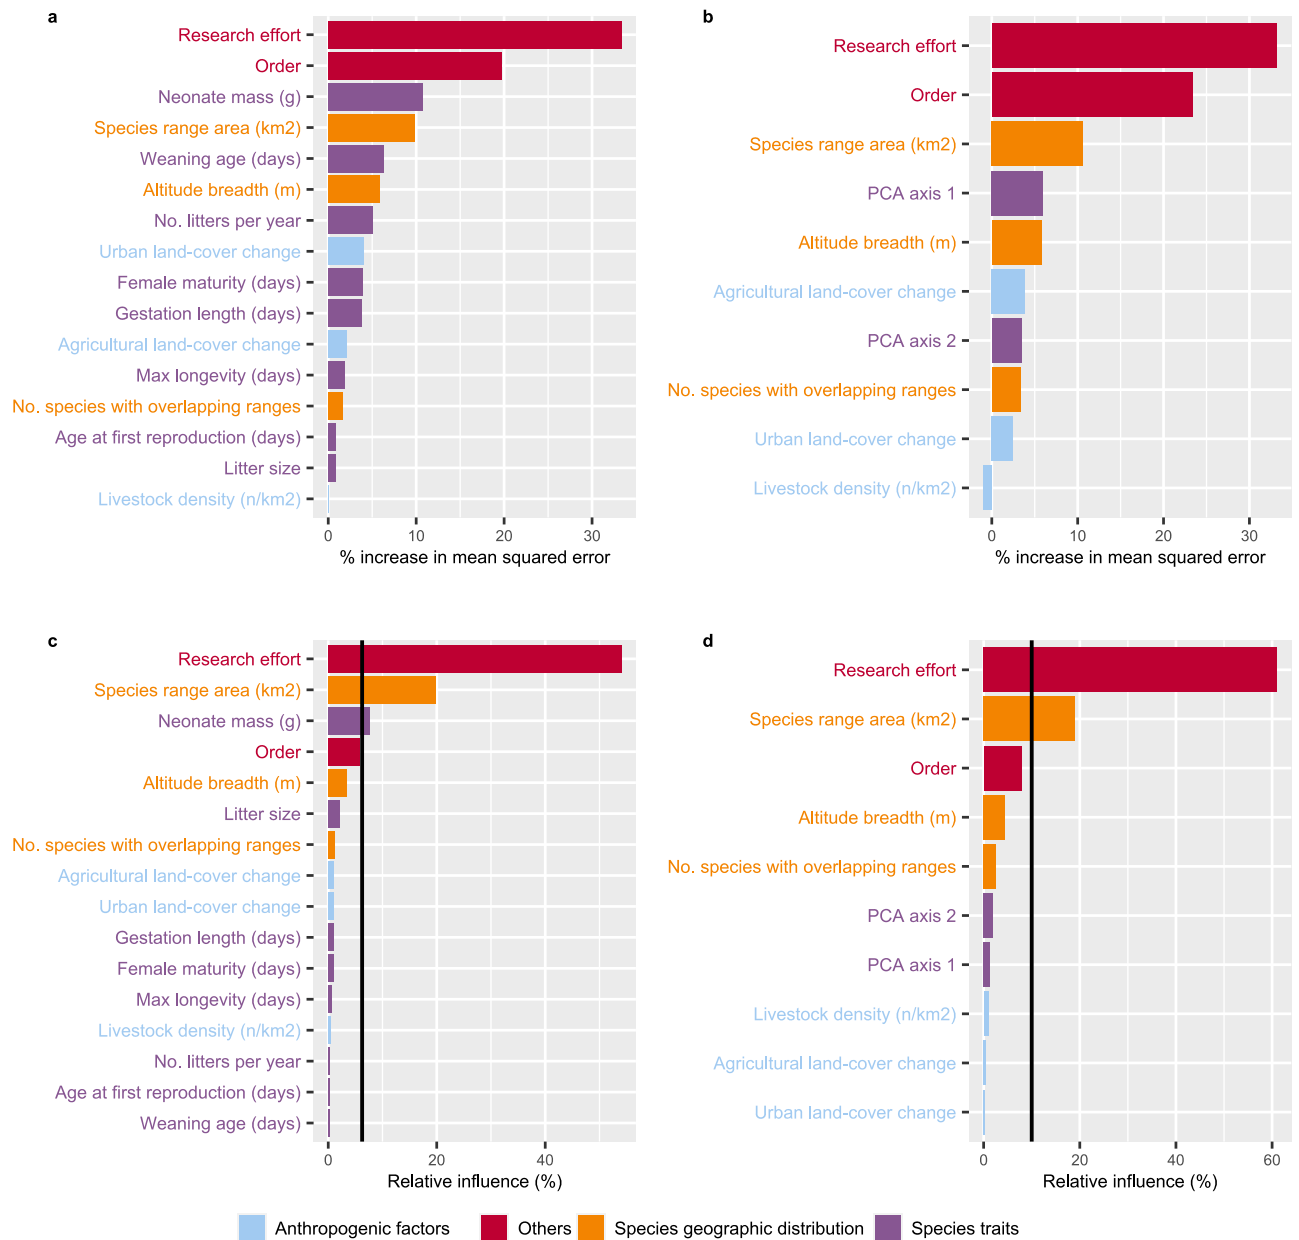 a
Research effort
Order
Neonate mass (g)
Species range area (km2)
Weaning age (days)
Altitude breadth (m)
No. litters per year
Urban land-cover change
Female maturity (days)
Gestation length (days)
Agricultural land-cover change
Max longevity (days)
No. species with overlapping ranges
Age at first reproduction (days)
Litter size
Livestock density (n/km2)
0 10 20 30
% increase in mean squared error
b
Research effort
Order
Species range area (km2)
PCA axis 1
Altitude breadth (m)
Agricultural land-cover change
PCA axis 2
No. species with overlapping ranges
Urban land-cover change
Livestock density (n/km2)
0 10 20 30
% increase in mean squared error
c
Research effort
Species range area (km2)
Neonate mass (g)
Order
Altitude breadth (m)
Litter size
No. species with overlapping ranges
Agricultural land-cover change
Urban land-cover change
Gestation length (days)
Female maturity (days)
Max longevity (days)
Livestock density (n/km2)
No. litters per year
Age at first reproduction (days)
Weaning age (days)
0 20 40
Relative influence (%)
d
Research effort
Species range area (km2)
Order
Altitude breadth (m)
No. species with overlapping ranges
PCA axis 2
PCA axis 1
Livestock density (n/km2)
Agricultural land-cover change
Urban land-cover change
0 20 40 60
Relative influence (%)
Anthropogenic factors Others Species geographic distribution Species traits